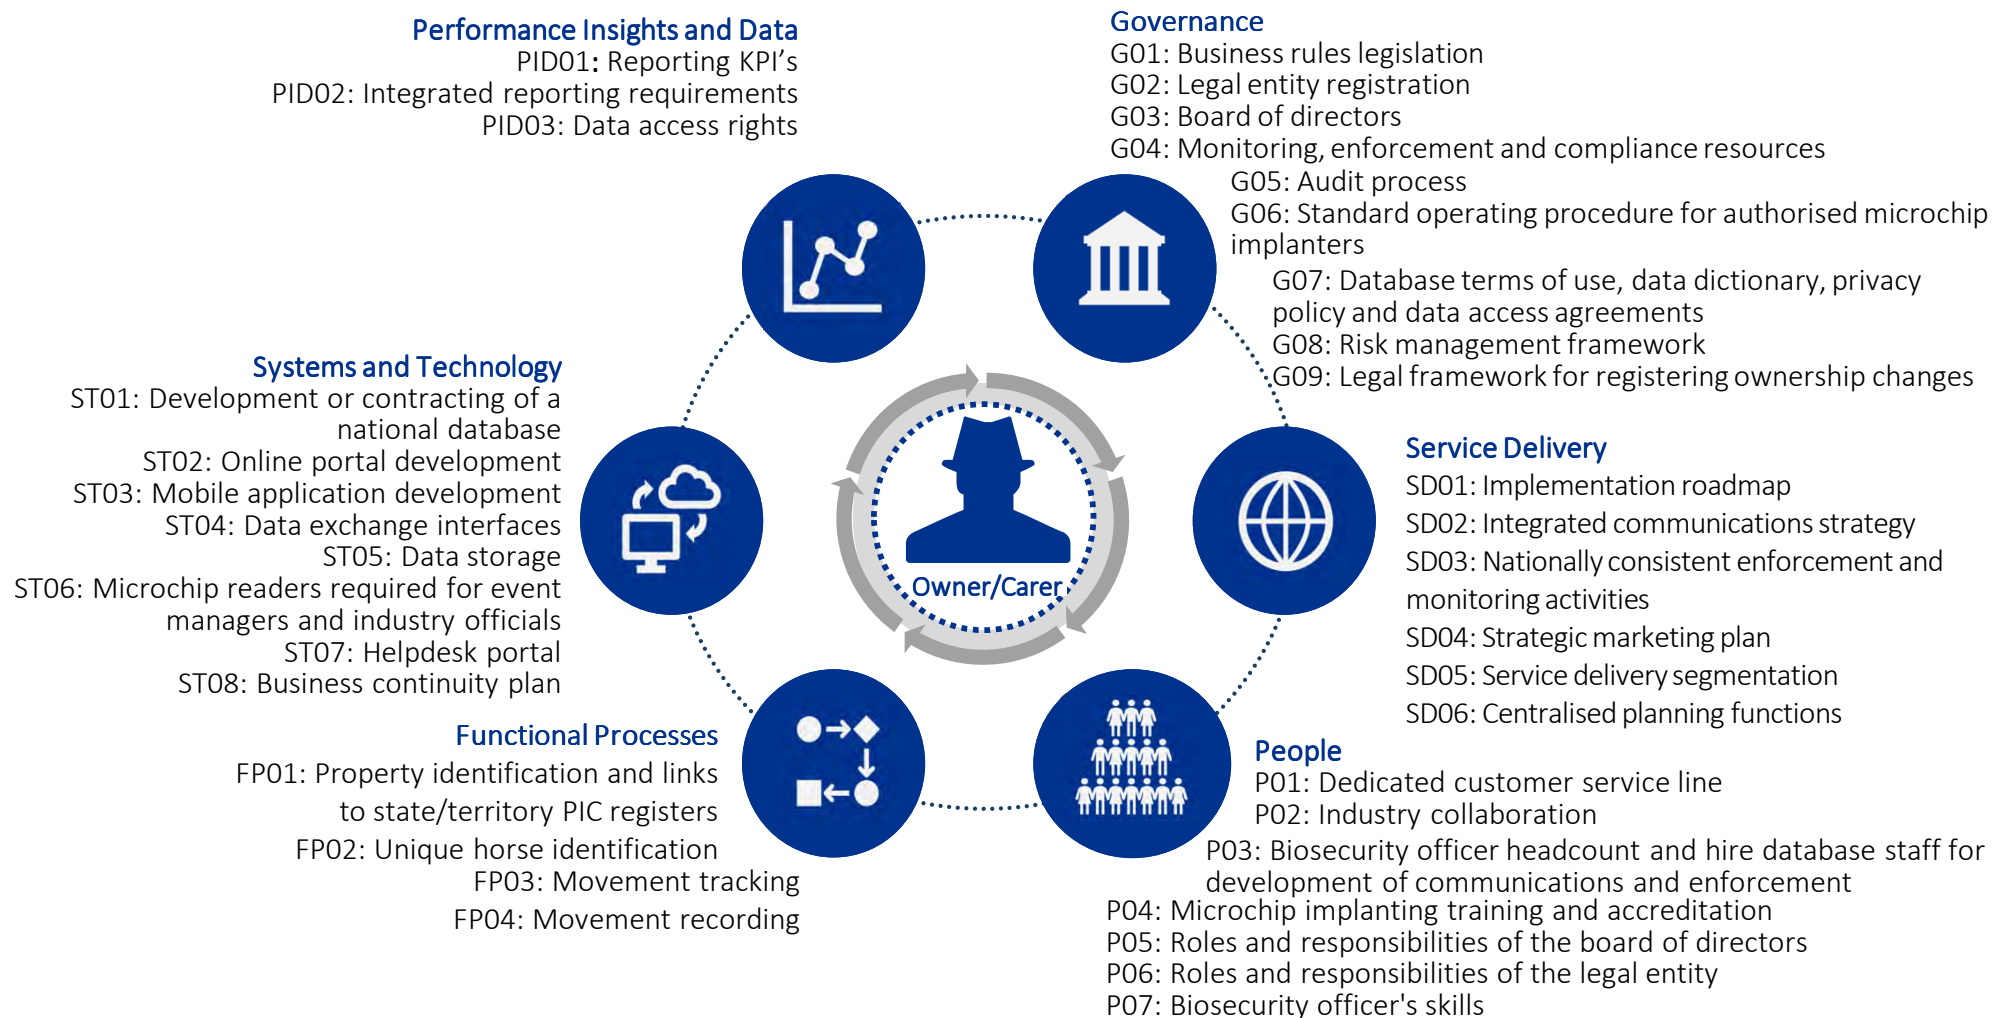 Performance Insights and Data
PID01: Reporting KPI’s
PID02: Integrated reporting requirements
PID03: Data access rights
Governance
G01: Business rules legislation
G02: Legal entity registration
G03: Board of directors
G04: Monitoring, enforcement and compliance resources
G05: Audit process
G06: Standard operating procedure for authorised microchip
implanters
G07: Database terms of use, data dictionary, privacy
policy and data access agreements
G08: Risk management framework
G09: Legal framework for registering ownership changes
Systems and Technology
ST01: Development or contracting of a
national database
ST02: Online portal development
ST03: Mobile application development
ST04: Data exchange interfaces
ST05: Data storage
ST06: Microchip readers required for event
managers and industry officials
ST07: Helpdesk portal
ST08: Business continuity plan
Owner/Carer
Service Delivery
SD01: Implementation roadmap
SD02: Integrated communications strategy
SD03: Nationally consistent enforcement and
monitoring activities
SD04: Strategic marketing plan
SD05: Service delivery segmentation
SD06: Centralised planning functions
Functional Processes
FP01: Property identification and links
to state/territory PIC registers
FP02: Unique horse identification
FP03: Movement tracking
FP04: Movement recording
People
P01: Dedicated customer service line
P02: Industry collaboration
P03: Biosecurity officer headcount and hire database staff for
development of communications and enforcement
P04: Microchip implanting training and accreditation
P05: Roles and responsibilities of the board of directors
P06: Roles and responsibilities of the legal entity
P07: Biosecurity officer's skills